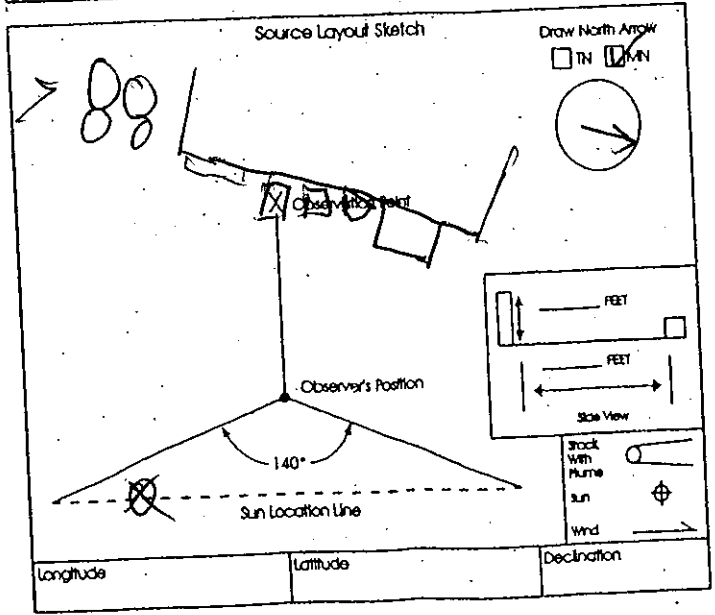 Source Layout Sketch
Draw North Arrow
TN MN
Observation Point
FEET
FEET
Side View
Observer's Position
140°
Sun Location Line
Stack
With
Plume
Sun
Wind
Longitude
Latitude
Declination